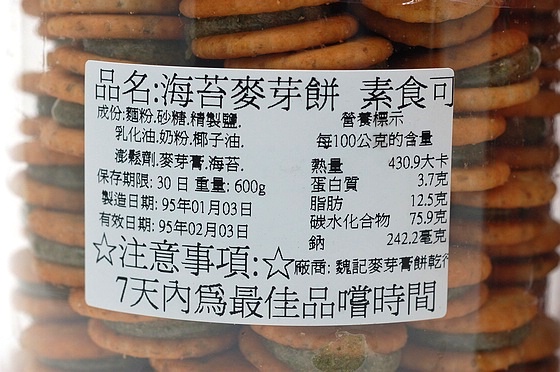 品名:海苔麥芽餅 素食可
成份:麵粉.砂糖.精製鹽.
乳化油.奶粉.椰子油.
澎鬆劑.麥芽膏.海苔.
保存期限: 30 日 重量: 600g
製造日期: 95年01月03日
有效日期: 95年02月03日
營養標示
每100公克的含量
熱量 430.9大卡
蛋白質 3.7克
脂肪 12.5克
碳水化合物 75.9克
鈉 242.2毫克
☆注意事項:☆廠商: 魏記麥芽膏餅乾行
7天內爲最佳品嚐時間